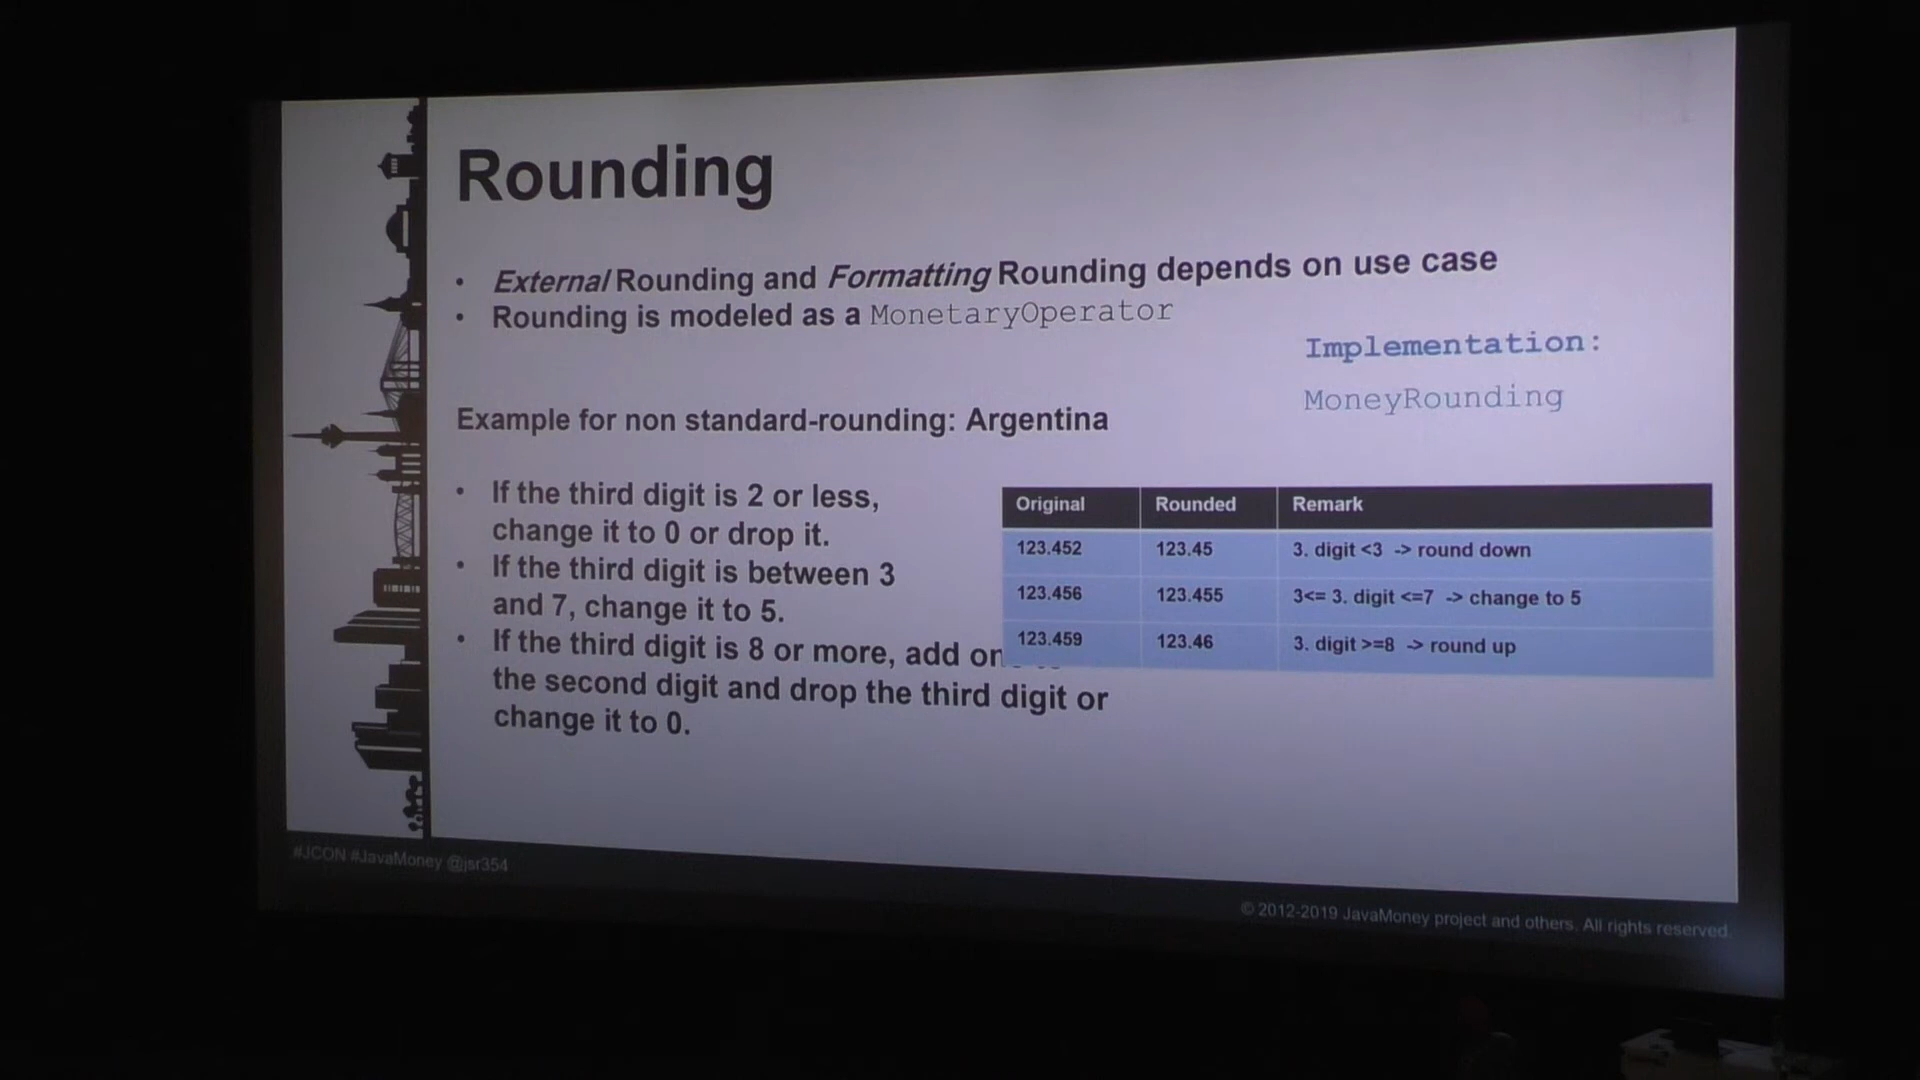 Rounding
• External Rounding and Formatting Rounding depends on use case
• Rounding is modeled as a MonetaryOperator
Implementation:
MoneyRounding
Example for non standard-rounding: Argentina
• If the third digit is 2 or less,
change it to 0 or drop it.
• If the third digit is between 3
and 7, change it to 5.
• If the third digit is 8 or more, add
the second digit and drop the third digit or
change it to 0.
Original Rounded Remark
123.452 123.45 3. digit <3 -> round down
123.456 123.455 3<= 3. digit <=7 -> change to 5
123.459 123.46 3. digit >=8 -> round up
#JCON #JavaMoney @jsr354
© 2012-2019 JavaMoney project and others. All rights reserved.